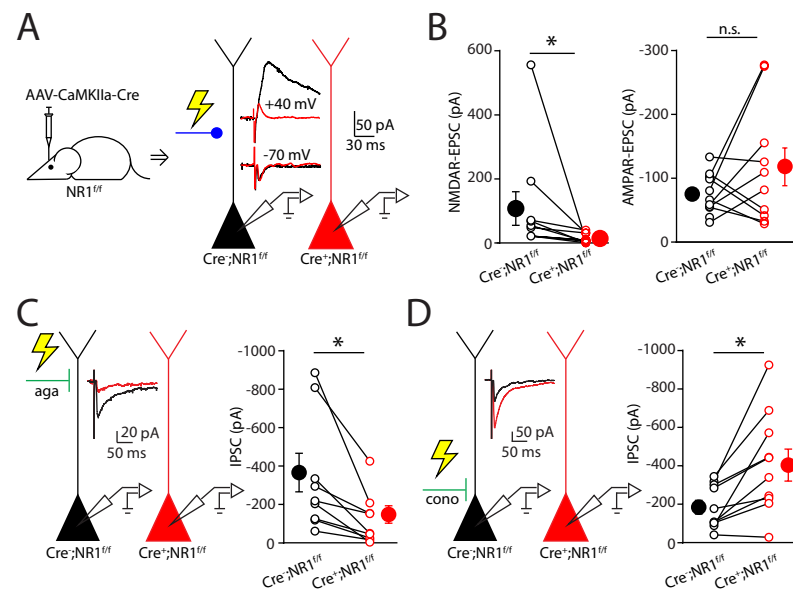 A
AAV-CaMKIIa-Cre
NR1f/f
⇒
+40 mV
-70 mV
50 pA
30 ms
Cre-;NR1f/f
Cre+;NR1f/f
B
NMDAR-EPSC (pA)
600
400
200
0
*
Cre-;NR1f/f
Cre+;NR1f/f
AMPAR-EPSC (pA)
-300
-200
-100
0
n.s.
Cre-;NR1f/f
Cre+;NR1f/f
C
aga
20 pA
50 ms
Cre-;NR1f/f
Cre+;NR1f/f
IPSC (pA)
-1000
-800
-600
-400
-200
0
*
Cre-;NR1f/f
Cre+;NR1f/f
D
cono
50 pA
50 ms
Cre-;NR1f/f
Cre+;NR1f/f
IPSC (pA)
-1000
-800
-600
-400
-200
0
*
Cre-;NR1f/f
Cre+;NR1f/f